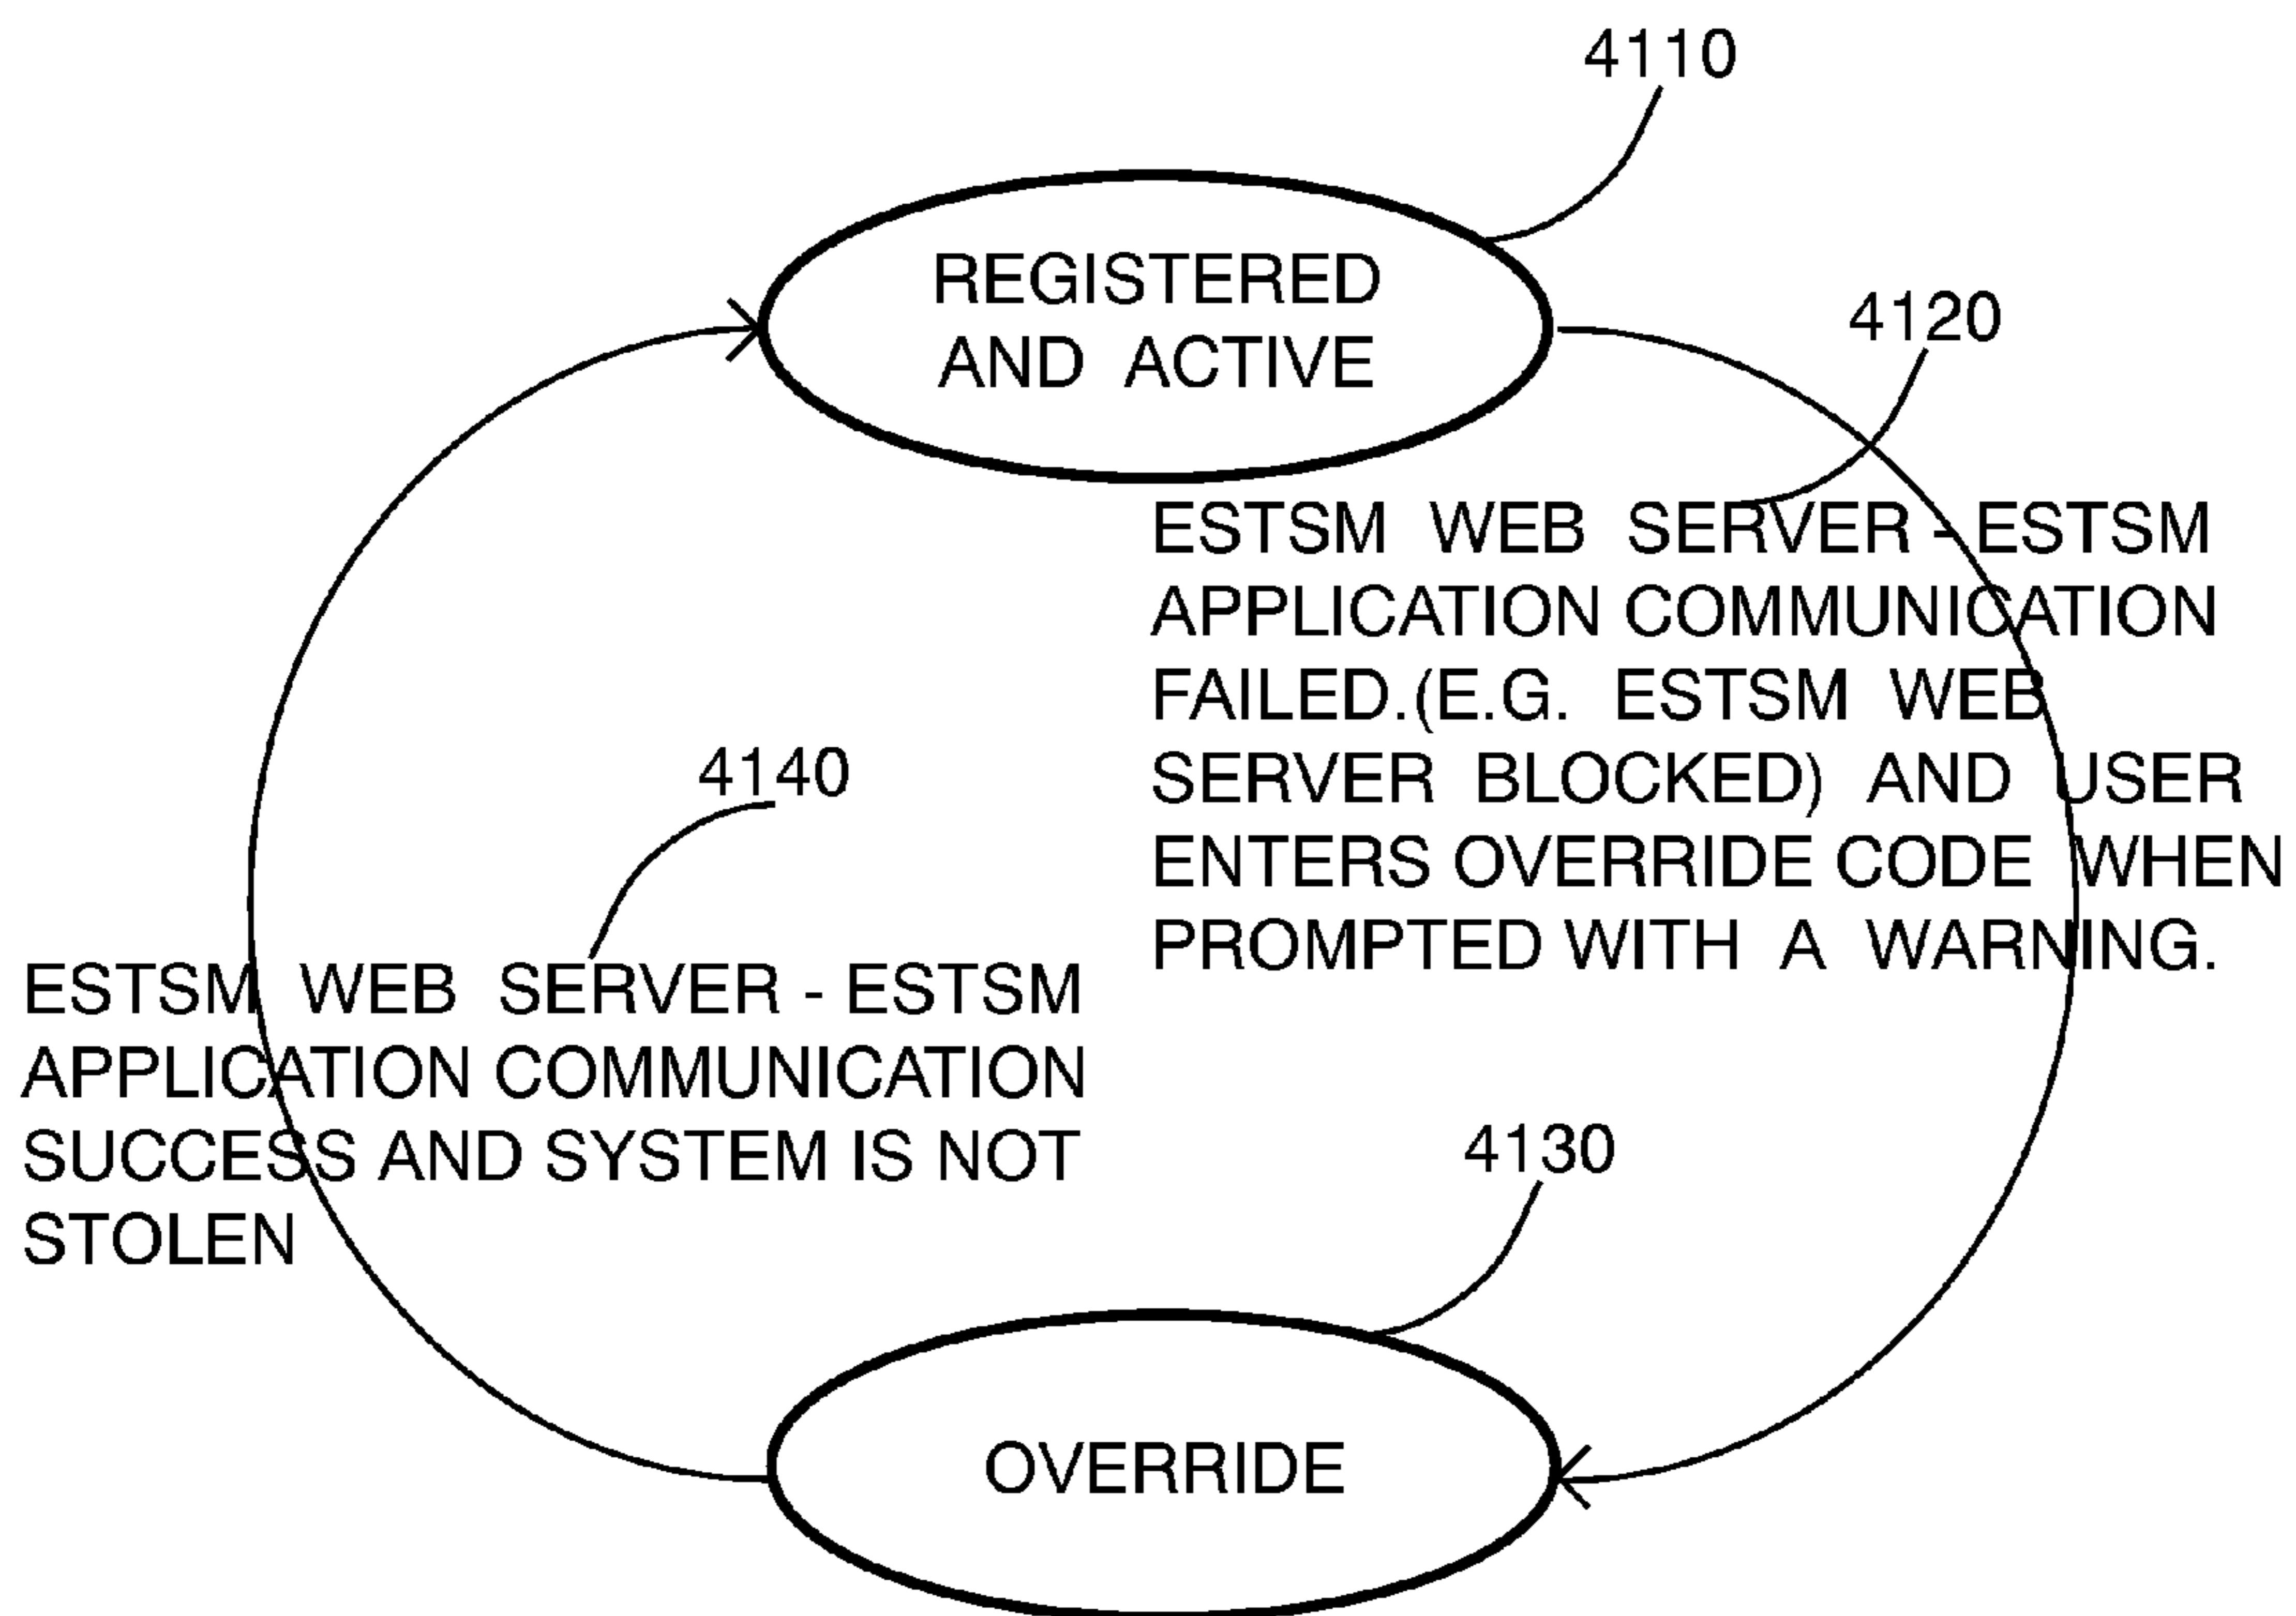 4110
REGISTERED
AND ACTIVE
4120
ESTSM WEB SERVER - ESTSM
APPLICATION COMMUNICATION
FAILED.(E.G. ESTSM WEB
SERVER BLOCKED) AND USER
ENTERS OVERRIDE CODE WHEN
PROMPTED WITH A WARNING.
4140
ESTSM WEB SERVER - ESTSM
APPLICATION COMMUNICATION
SUCCESS AND SYSTEM IS NOT
STOLEN
4130
OVERRIDE